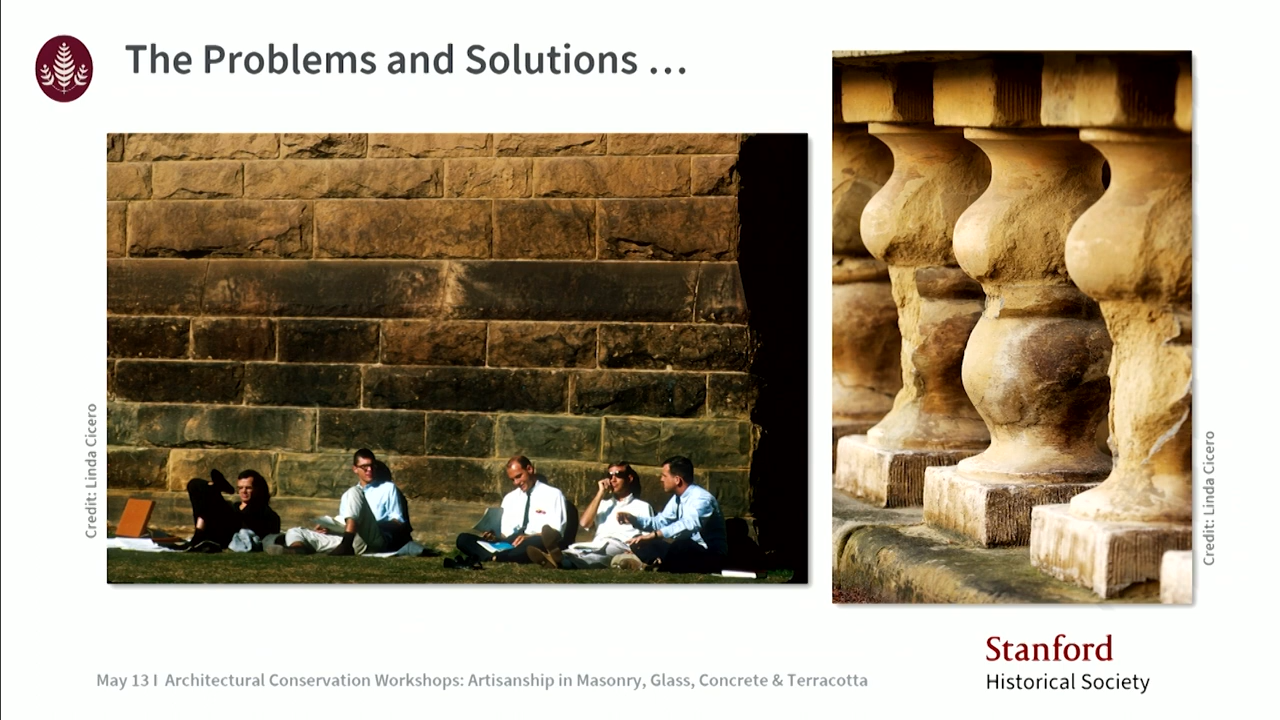 The Problems and Solutions ...
Credit: Linda Cicero
Credit: Linda Cicero
Stanford
Historical Society
May 13 I Architectural Conservation Workshops: Artisanship in Masonry, Glass, Concrete & Terracotta